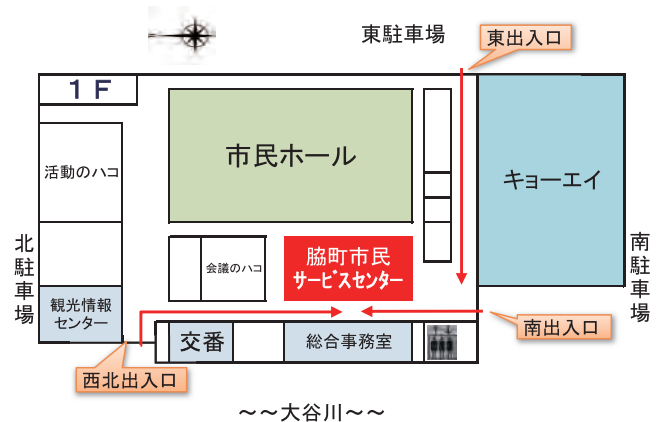 東駐車場
東出入口
1F
市民ホール
キョーエイ
活動のハコ
北駐車場
南駐車場
会議のハコ
脇町市民
サービスセンター
観光情報
センター
交番
総合事務室
南出入口
西北出入口
～～大谷川～～